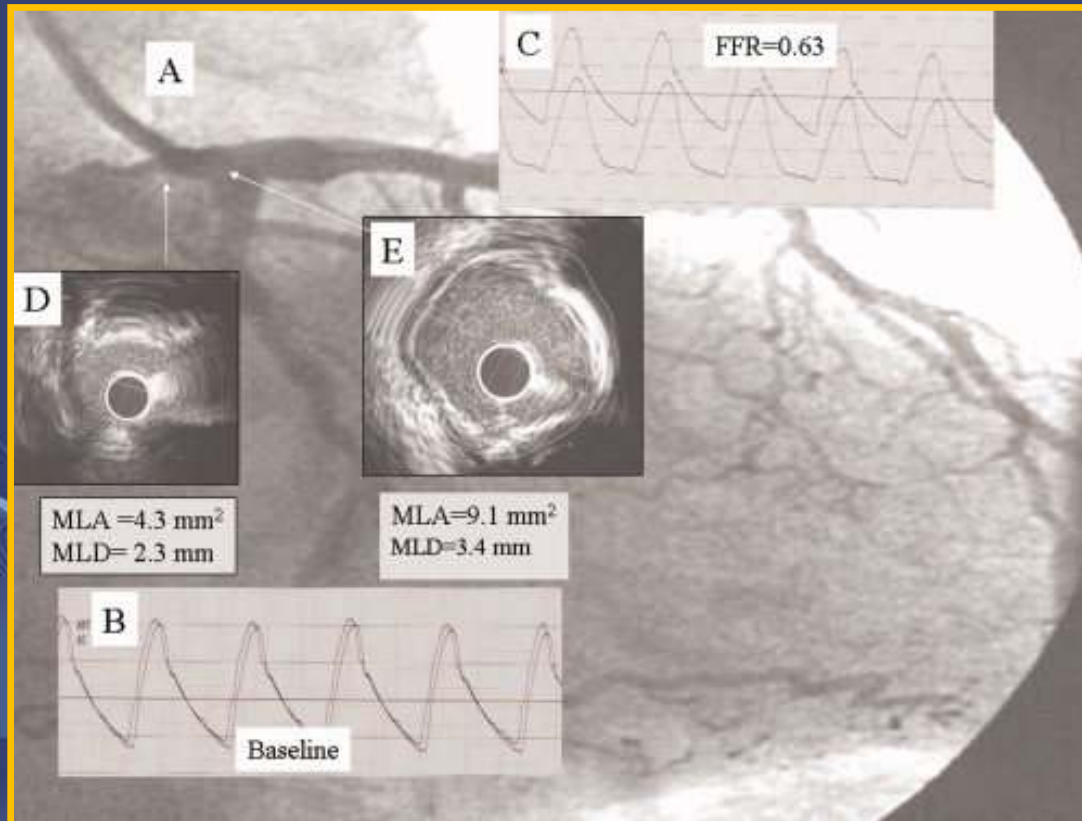 A
C
FFR=0.63
D
E
MLA =4.3 mm²
MLD= 2.3 mm
MLA=9.1 mm²
MLD=3.4 mm
B
Baseline